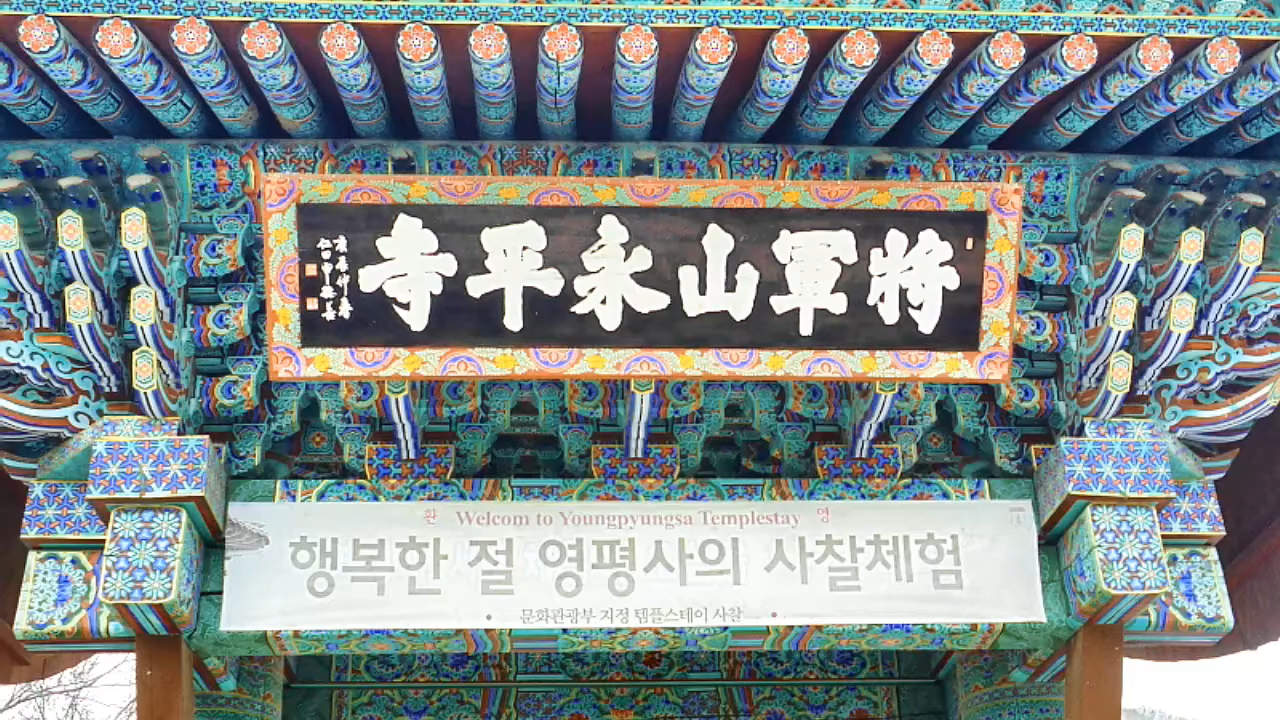 將軍山永平寺
환 Welcom to Youngpyungsa Templestay 영
행복한 절 영평사의 사찰체험
• 문화관광부 지정 템플스테이 사찰 •